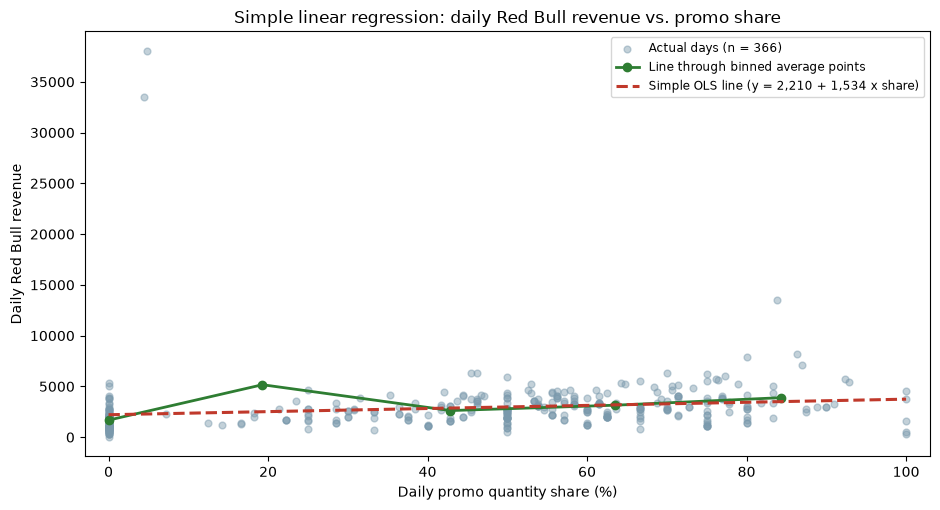 Simple linear regression: daily Red Bull revenue vs. promo share
Actual days (n = 366)
Line through binned average points
Simple OLS line (y = 2,210 + 1,534 x share)
Daily Red Bull revenue
35000
30000
25000
20000
15000
10000
5000
0
0 20 40 60 80 100
Daily promo quantity share (%)